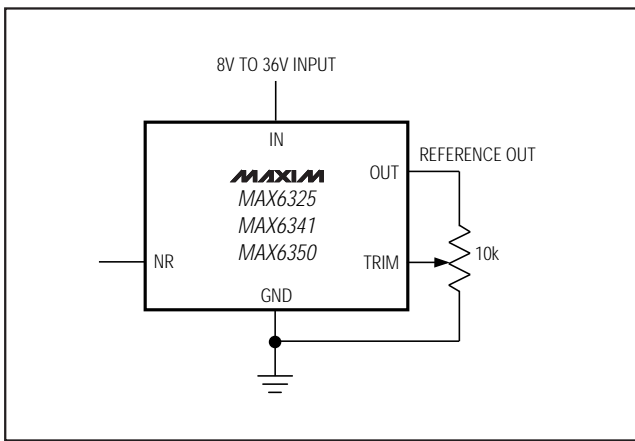 8V TO 36V INPUT
IN
REFERENCE OUT
OUT
MAXIM
MAX6325
MAX6341
MAX6350
NR
TRIM
10k
GND